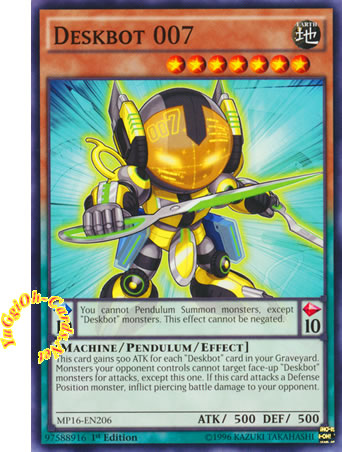 DESKBOT 007
EARTH
地
007
You cannot Pendulum Summon monsters, except
"Deskbot" monsters. This effect cannot be negated.
10
[MACHINE/PENDULUM/EFFECT]
This card gains 500 ATK for each "Deskbot" card in your Graveyard.
Monsters your opponent controls cannot target face-up "Deskbot"
monsters for attacks, except this one. If this card attacks a Defense
Position monster, inflict piercing battle damage to your opponent.
MP16-EN206
ATK/ 500 DEF/ 500
97588916
1st Edition
©1996 KAZUKI TAKAHASHI
YuGiOh-Cards.Net